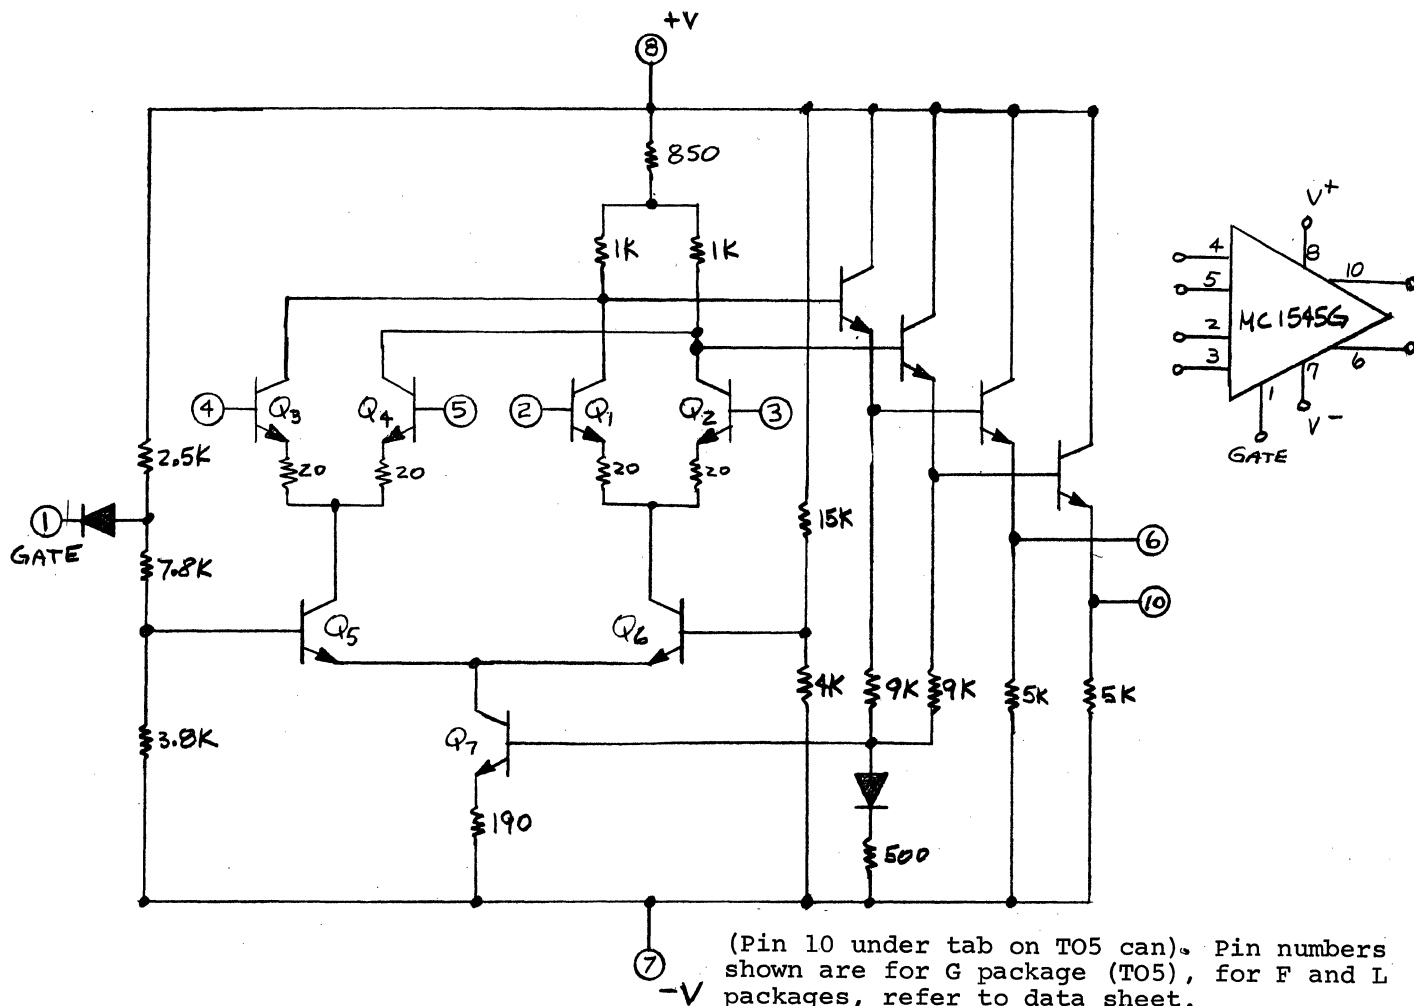 +V
8
850
1K 1K
V+
8
4
5
2
3
10
6
7
1
MC1545G
V-
GATE
4 Q3 Q4 5 2 Q1 Q2 3
2.5K
20 20 20 20
15K
1
GATE
7.8K
6
10
Q5 Q6
4K 9K 9K 5K 5K
3.8K
Q7
190
500
7
-V
(Pin 10 under tab on TO5 can). Pin numbers
shown are for G package (TO5), for F and L
packages, refer to data sheet.